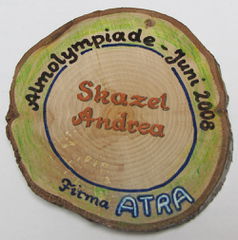 Almolympiade - Juni 2008
Skazel
Andrea
Firma ATRA